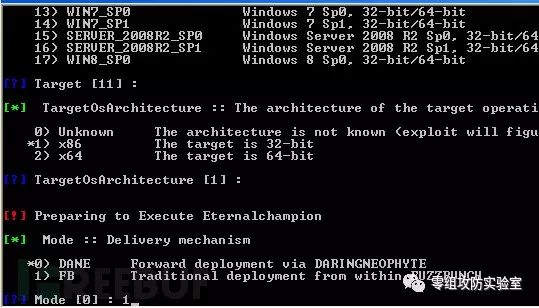 13) WIN7_SP0 Windows 7 Sp0, 32-bit/64-bit
14) WIN7_SP1 Windows 7 Sp1, 32-bit/64-bit
15) SERVER_2008R2_SP0 Windows Server 2008 R2 Sp0, 32-bit/64
16) SERVER_2008R2_SP1 Windows Server 2008 R2 Sp1, 32-bit/64
17) WIN8_SP0 Windows 8 Sp0, 32-bit/64-bit
[?] Target [11] :
[*] TargetOsArchitecture :: The architecture of the target operati
0) Unknown The architecture is not known (exploit will figu
*1) x86 The target is 32-bit
2) x64 The target is 64-bit
[?] TargetOsArchitecture [1] :
[!] Preparing to Execute Eternalchampion
[*] Mode :: Delivery mechanism
*0) DANE Forward deployment via DARINGNEOPHYTE
1) FB Traditional deployment from within FUZZBUNCH
[?] Mode [0] : 1_
零组攻防实验室
REEBUF